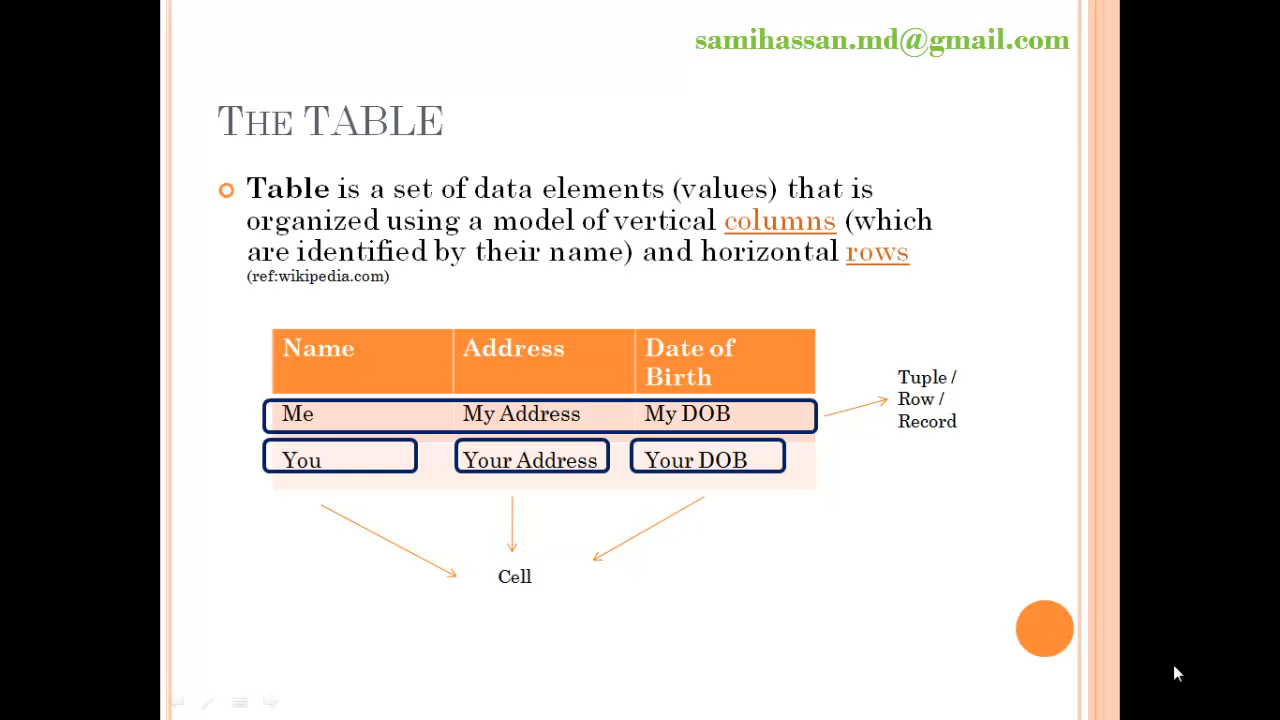 samihassan.md@gmail.com
THE TABLE
Table is a set of data elements (values) that is
organized using a model of vertical columns (which
are identified by their name) and horizontal rows
(ref:wikipedia.com)
Name Address Date of
Birth
Me My Address My DOB
You Your Address Your DOB
Tuple /
Row /
Record
Cell